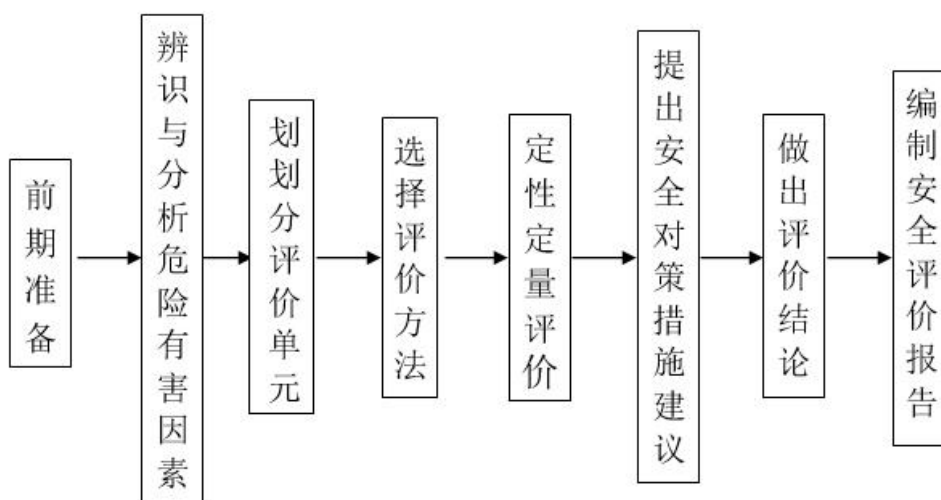 前期准备
辨识与分析危险有害因素
划划分评价单元
选择评价方法
定性定量评价
提出安全对策措施建议
做出评价结论
编制安全评价报告